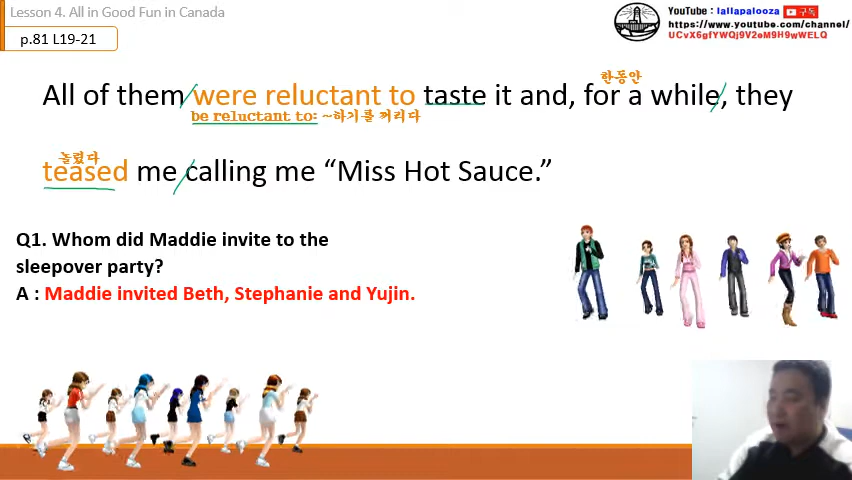 Lesson 4. All in Good Fun in Canada
p.81 L19-21
YouTube : lallapalooza 구독
https://www.youtube.com/channel/
UCvX6gfYWQj9V2eM9H9wWELQ
한동안
All of them were reluctant to taste it and, for a while, they
be reluctant to: ~하기를 꺼리다
놀렸다
teased me calling me “Miss Hot Sauce.”
Q1. Whom did Maddie invite to the
sleepover party?
A : Maddie invited Beth, Stephanie and Yujin.